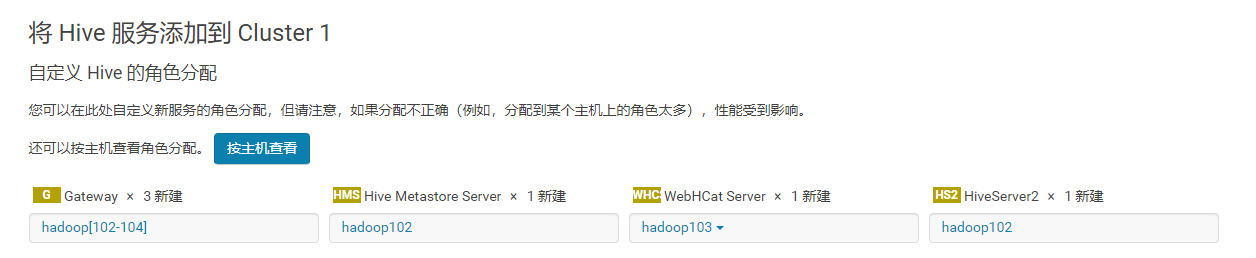 将 Hive 服务添加到 Cluster 1
自定义 Hive 的角色分配
您可以在此处自定义新服务的角色分配，但请注意，如果分配不正确（例如，分配到某个主机上的角色太多），性能受到影响。
还可以按主机查看角色分配。 按主机查看
G Gateway × 3 新建 HMS Hive Metastore Server × 1 新建 WHC WebHCat Server × 1 新建 HS2 HiveServer2 × 1 新建
hadoop[102-104] hadoop102 hadoop103 hadoop102